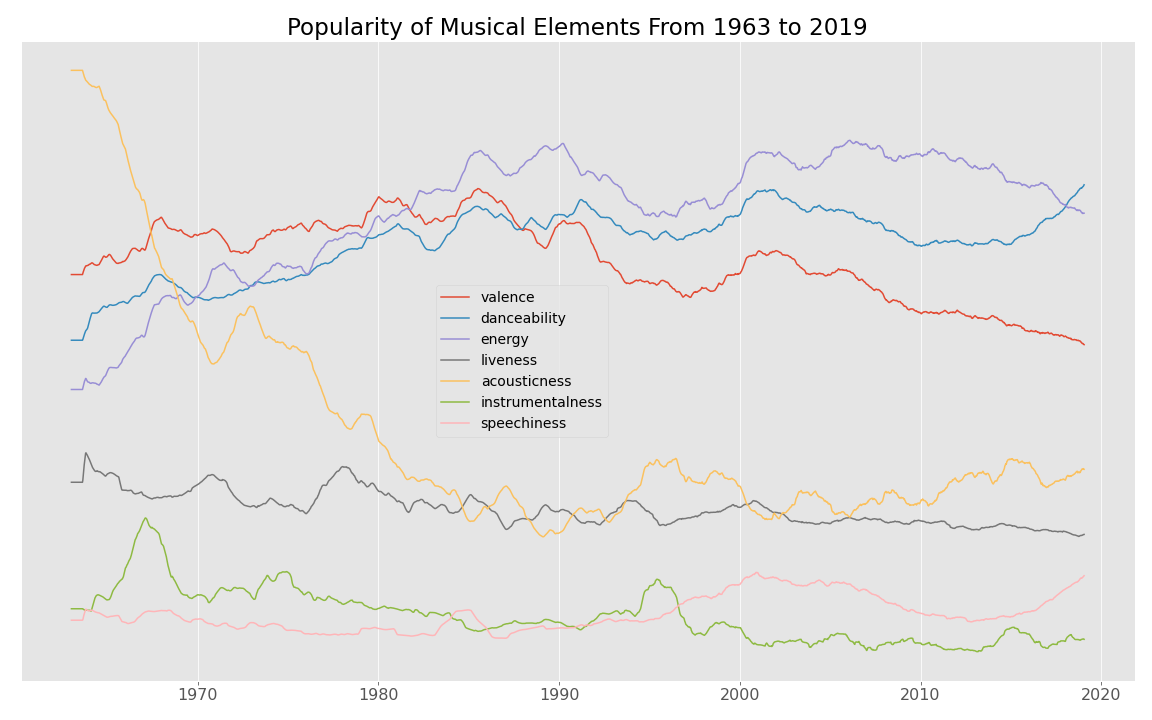 Popularity of Musical Elements From 1963 to 2019
valence
danceability
energy
liveness
acousticness
instrumentalness
speechiness
1970 1980 1990 2000 2010 2020